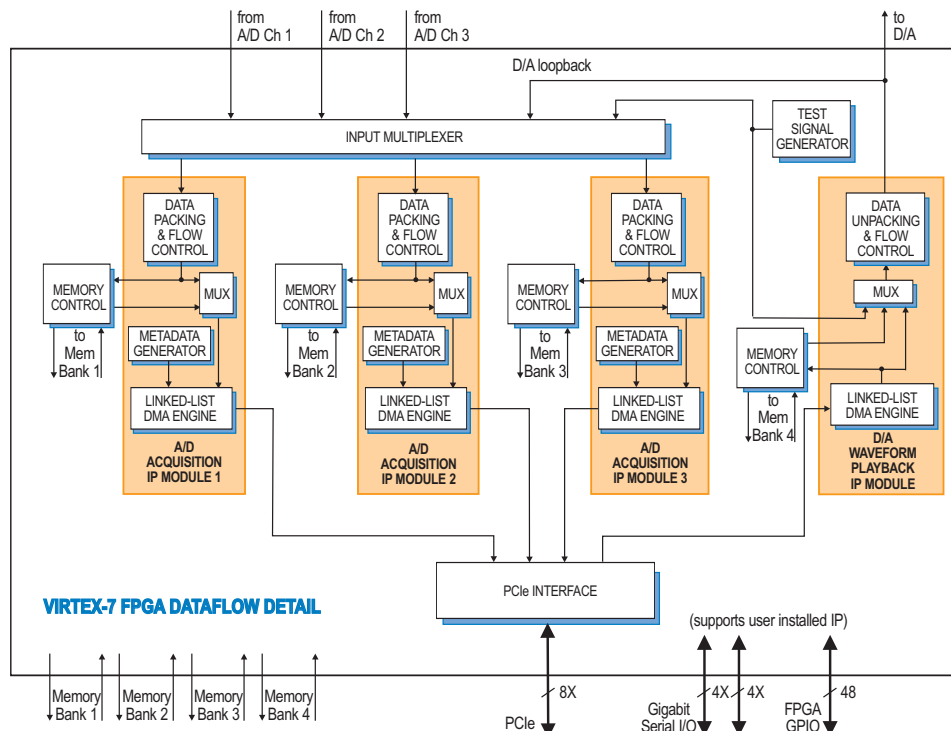 from
A/D Ch 1
from
A/D Ch 2
from
A/D Ch 3
to
D/A
D/A loopback
INPUT MULTIPLEXER
TEST
SIGNAL
GENERATOR
DATA
PACKING
& FLOW
CONTROL
DATA
PACKING
& FLOW
CONTROL
DATA
PACKING
& FLOW
CONTROL
DATA
UNPACKING
& FLOW
CONTROL
MEMORY
CONTROL
MUX
MEMORY
CONTROL
MUX
MEMORY
CONTROL
MUX
MUX
to
Mem
Bank 1
METADATA
GENERATOR
to
Mem
Bank 2
METADATA
GENERATOR
to
Mem
Bank 3
METADATA
GENERATOR
MEMORY
CONTROL
to
Mem
Bank 4
LINKED-LIST
DMA ENGINE
LINKED-LIST
DMA ENGINE
LINKED-LIST
DMA ENGINE
LINKED-LIST
DMA ENGINE
A/D
ACQUISITION
IP MODULE 1
A/D
ACQUISITION
IP MODULE 2
A/D
ACQUISITION
IP MODULE 3
D/A
WAVEFORM
PLAYBACK
IP MODULE
PCIe INTERFACE
VIRTEX-7 FPGA DATAFLOW DETAIL
(supports user installed IP)
Memory
Bank 1
Memory
Bank 2
Memory
Bank 3
Memory
Bank 4
8X
PCIe
4X
4X
Gigabit
Serial I/O
48
FPGA
GPIO